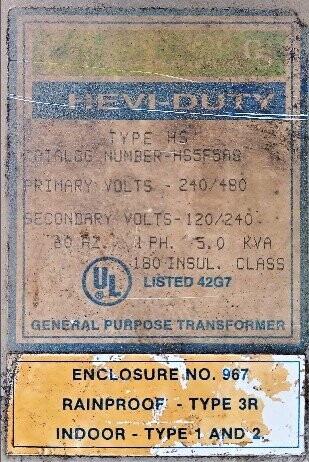 HEVI-DUTY
TYPE HS
CATALOG NUMBER-HS5F5AS
PRIMARY VOLTS - 240/480
SECONDARY VOLTS-120/240
60 HZ. 1 PH. 5.0 KVA
180 INSUL. CLASS
UL LISTED 42G7
GENERAL PURPOSE TRANSFORMER
ENCLOSURE NO. 967
RAINPROOF - TYPE 3R
INDOOR - TYPE 1 AND 2.